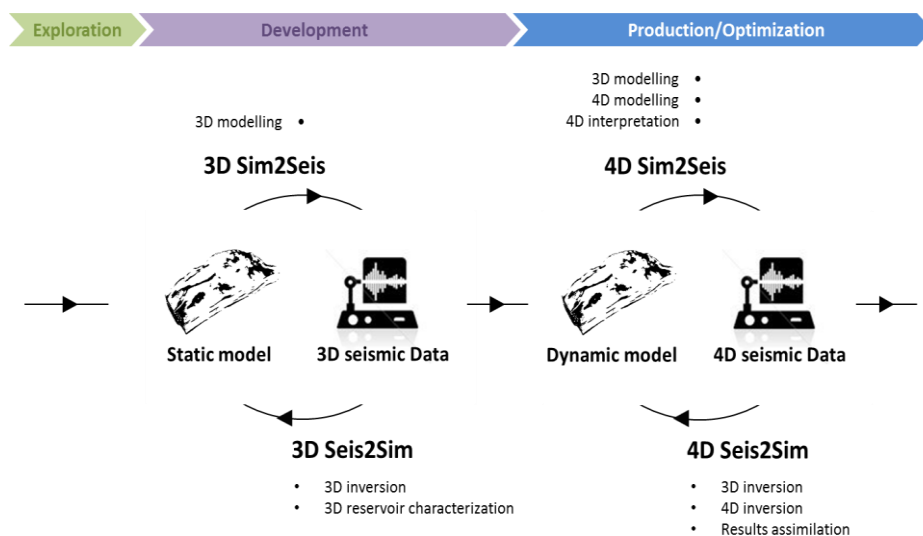 Exploration
Development
Production/Optimization
3D modelling •
3D Sim2Seis
3D modelling •
4D modelling •
4D interpretation •
4D Sim2Seis
Static model
3D seismic Data
Dynamic model
4D seismic Data
3D Seis2Sim
• 3D inversion
• 3D reservoir characterization
4D Seis2Sim
• 3D inversion
• 4D inversion
• Results assimilation